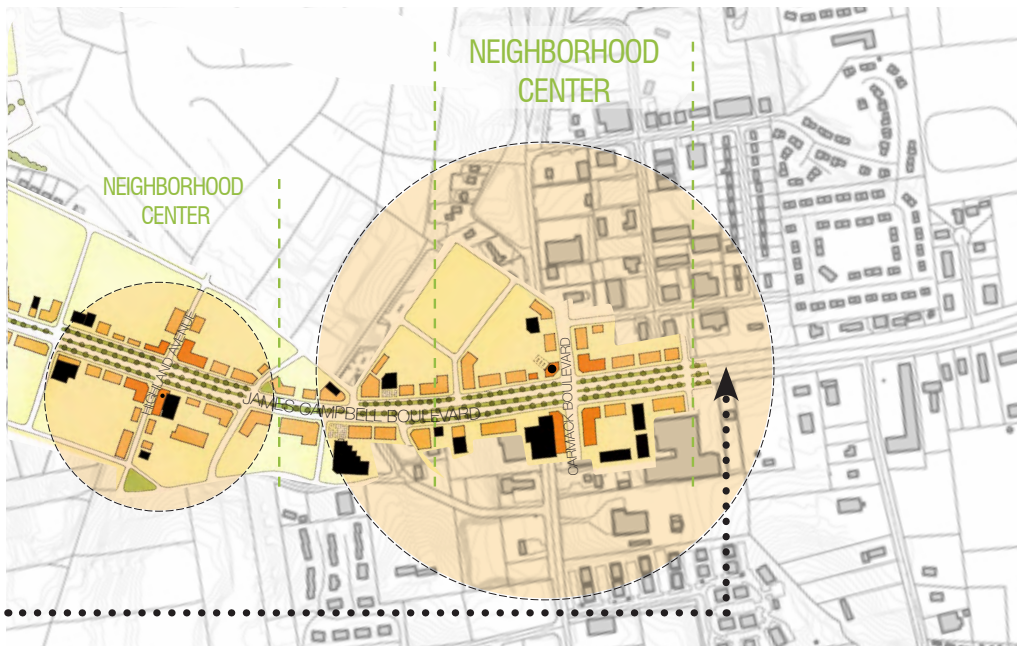 NEIGHBORHOOD
CENTER
NEIGHBORHOOD
CENTER
HIGHLAND AVENUE
JAMES CAMPBELL BOULEVARD
CARMACK BOULEVARD